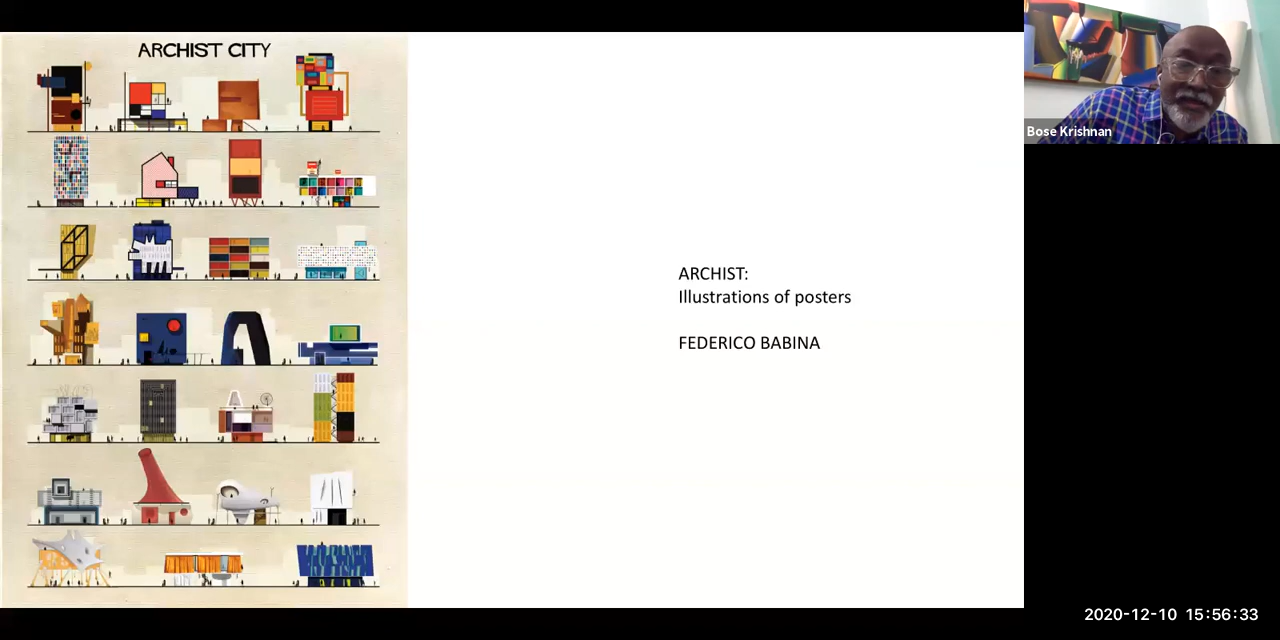 ARCHIST CITY
ARCHIST:
Illustrations of posters
FEDERICO BABINA
Bose Krishnan
2020-12-10 15:56:33